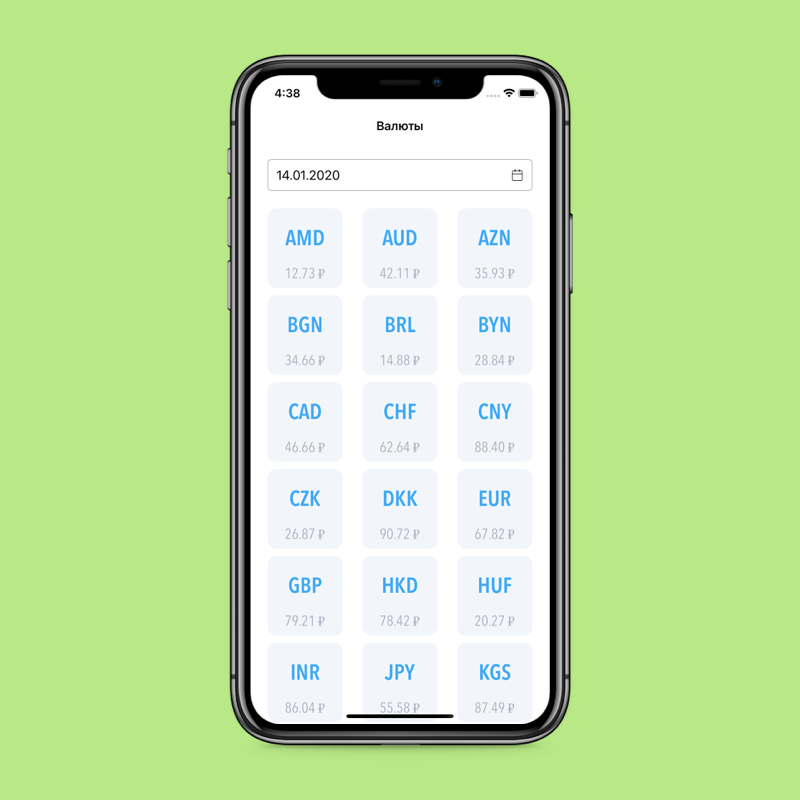 4:38
Валюты
14.01.2020
AMD AUD AZN
12.73 ₽ 42.11 ₽ 35.93 ₽
BGN BRL BYN
34.66 ₽ 14.88 ₽ 28.84 ₽
CAD CHF CNY
46.66 ₽ 62.64 ₽ 88.40 ₽
CZK DKK EUR
26.87 ₽ 90.72 ₽ 67.82 ₽
GBP HKD HUF
79.21 ₽ 78.42 ₽ 20.27 ₽
INR JPY KGS
86.04 ₽ 55.58 ₽ 87.49 ₽